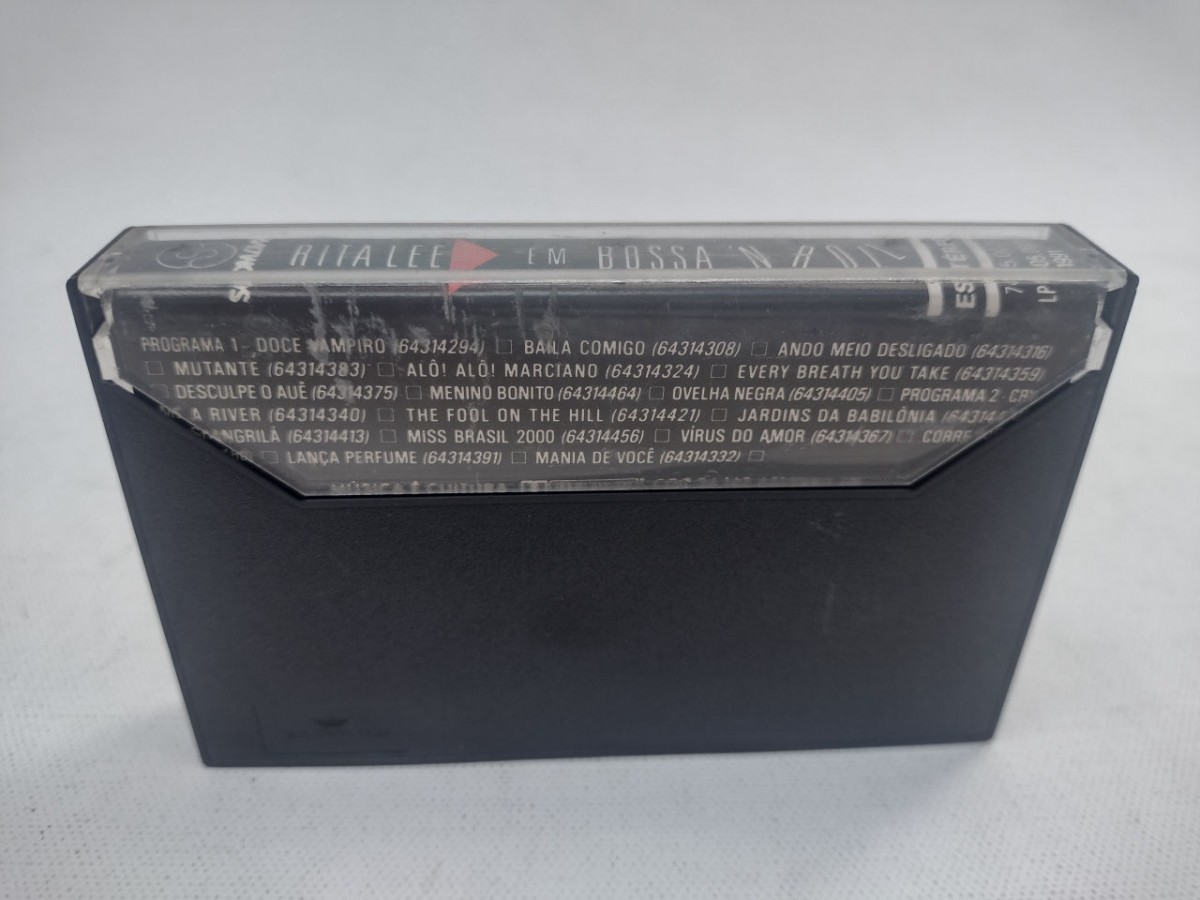 RITA LEE EM BOSSA 'N ROLL
PROGRAMA 1 - DOCE VAMPIRO (64314294) □ BAILA COMIGO (64314308) □ ANDO MEIO DESLIGADO (64314316)
□ MUTANTE (64314383) □ ALÔ! ALÔ! MARCIANO (64314324) □ EVERY BREATH YOU TAKE (64314359)
□ DESCULPE O AUÊ (64314375) □ MENINO BONITO (64314464) □ OVELHA NEGRA (64314405) □ PROGRAMA 2 - CRY
ME A RIVER (64314340) □ THE FOOL ON THE HILL (64314421) □ JARDINS DA BABILÔNIA
(64314413) □ MISS BRASIL 2000 (64314456) □ VÍRUS DO AMOR (64314367) □
□ LANÇA PERFUME (64314391) □ MANIA DE VOCÊ (64314332) □